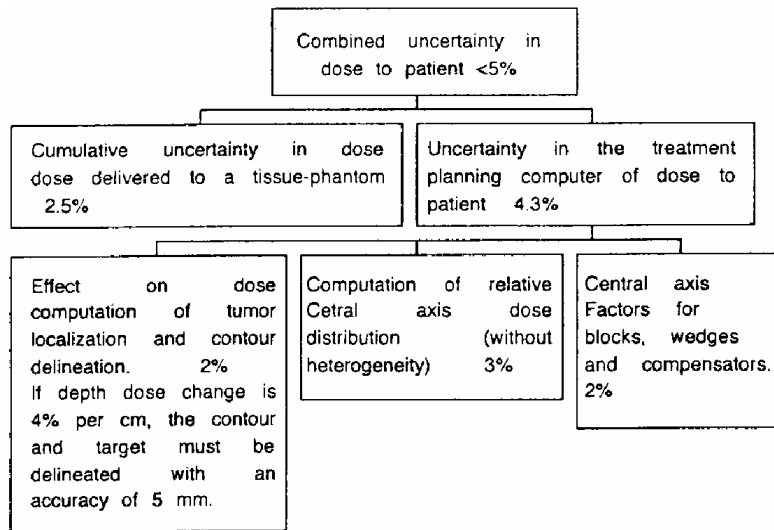 Combined uncertainty in
dose to patient <5%
Cumulative uncertainty in dose
dose delivered to a tissue-phantom
2.5%
Uncertainty in the treatment
planning computer of dose to
patient 4.3%
Effect on dose
computation of tumor
localization and contour
delineation. 2%
If depth dose change is
4% per cm, the contour
and target must be
delineated with an
accuracy of 5 mm.
Computation of relative
Cetral axis dose
distribution (without
heterogeneity) 3%
Central axis
Factors for
blocks, wedges
and compensators.
2%